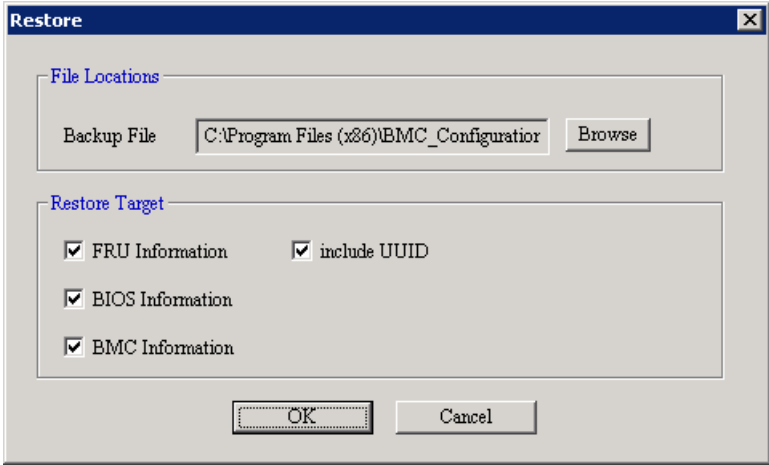 Restore
File Locations
Backup File C:\Program Files (x86)\BMC_Configuration Browse
Restore Target
FRU Information include UUID
BIOS Information
BMC Information
OK Cancel